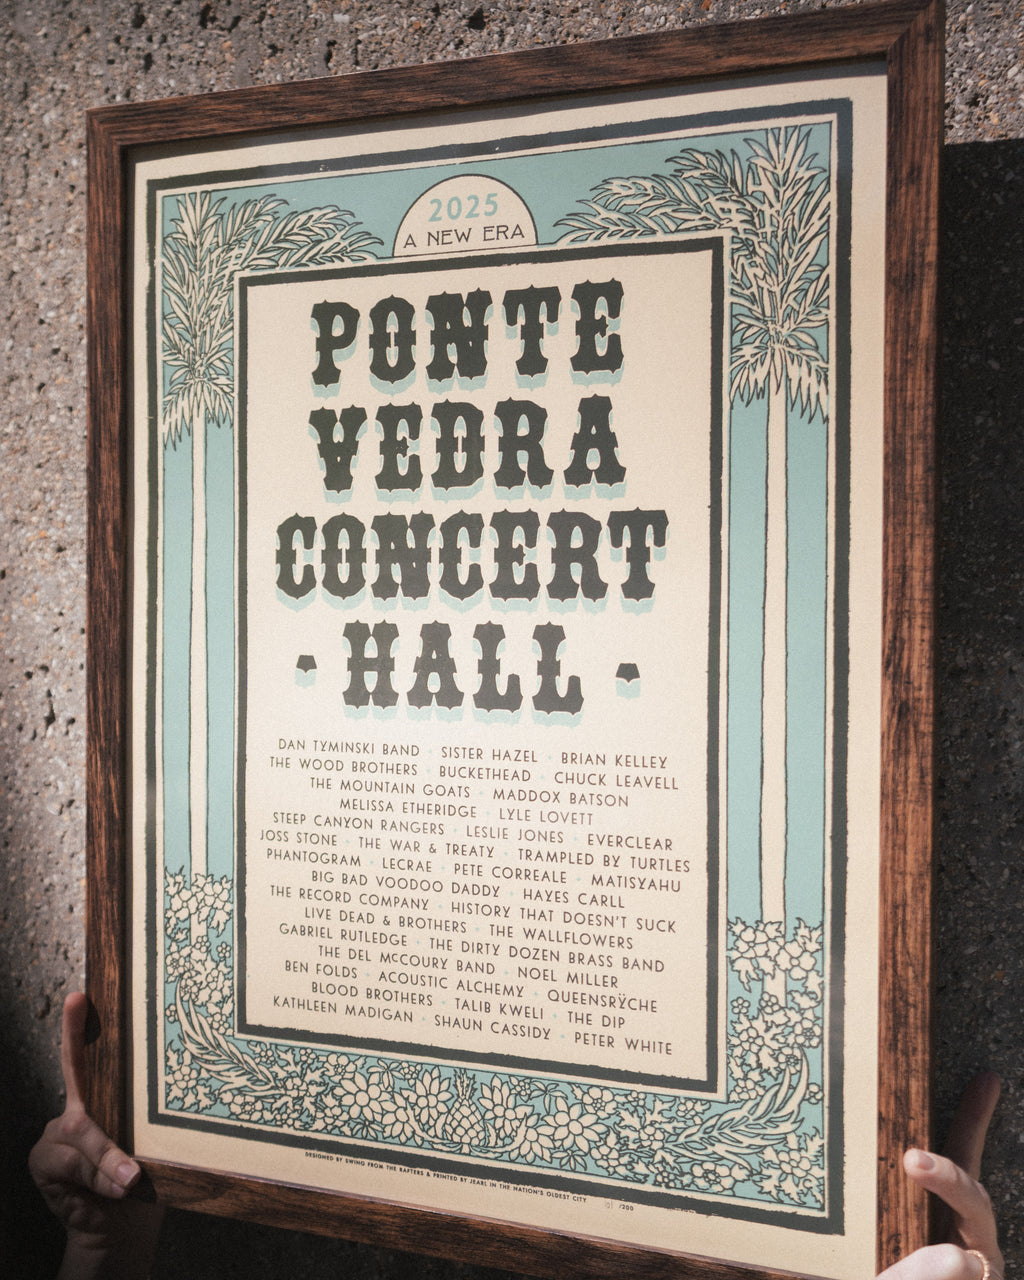 2025
A NEW ERA
PONTE
VEDRA
CONCERT
HALL
DAN TYMINSKI BAND · SISTER HAZEL · BRIAN KELLEY
THE WOOD BROTHERS · BUCKETHEAD · CHUCK LEAVELL
THE MOUNTAIN GOATS · MADDOX BATSON
MELISSA ETHERIDGE · LYLE LOVETT
STEEP CANYON RANGERS · LESLIE JONES · EVERCLEAR
JOSS STONE · THE WAR & TREATY · TRAMPLED BY TURTLES
PHANTOGRAM · LECRAE · PETE CORREALE · MATISYAHU
BIG BAD VOODOO DADDY · HAYES CARLL
THE RECORD COMPANY · HISTORY THAT DOESN'T SUCK
LIVE DEAD & BROTHERS · THE WALLFLOWERS
GABRIEL RUTLEDGE · THE DIRTY DOZEN BRASS BAND
THE DEL McCOURY BAND · NOEL MILLER
BEN FOLDS · ACOUSTIC ALCHEMY · QUEENSRŸCHE
BLOOD BROTHERS · TALIB KWELI · THE DIP
KATHLEEN MADIGAN · SHAUN CASSIDY · PETER WHITE
DESIGNED BY SWING FROM THE RAFTERS & PRINTED BY JEARL IN THE NATION'S OLDEST CITY
/200